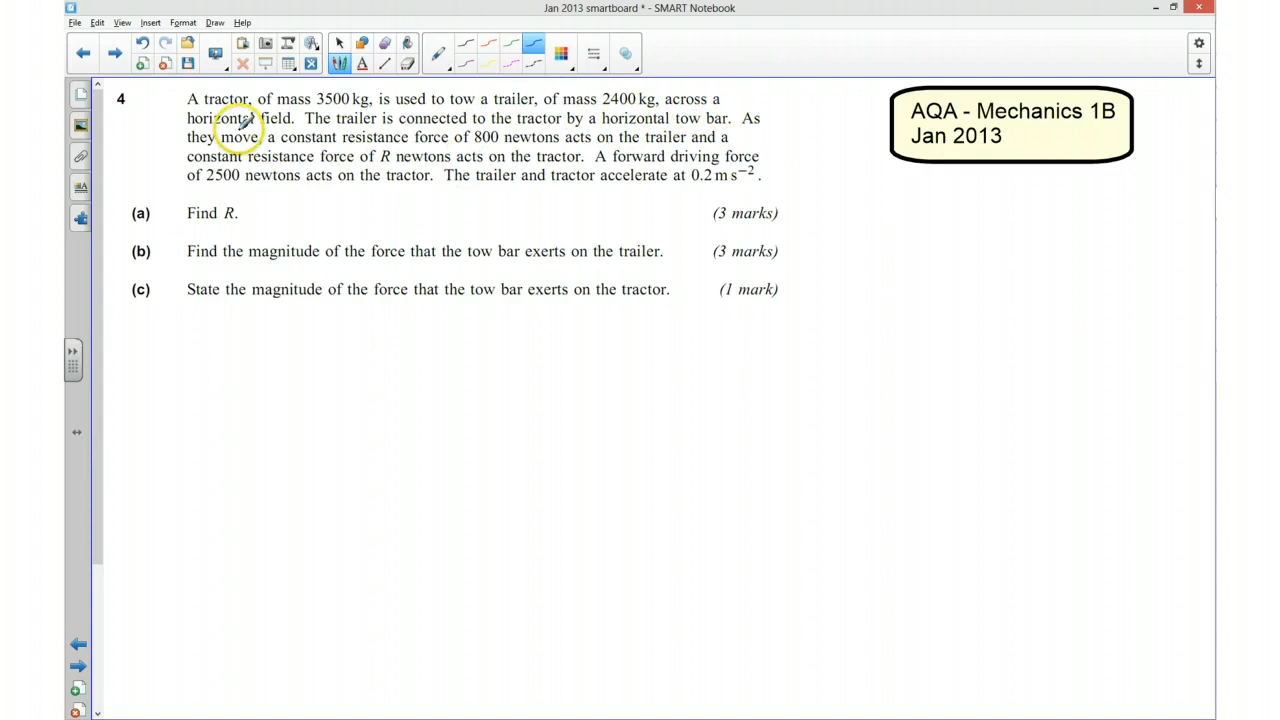 Jan 2013 smartboard * - SMART Notebook
File Edit View Insert Format Draw Help
4 A tractor, of mass 3500 kg, is used to tow a trailer, of mass 2400 kg, across a
horizontal field. The trailer is connected to the tractor by a horizontal tow bar. As
they move, a constant resistance force of 800 newtons acts on the trailer and a
constant resistance force of R newtons acts on the tractor. A forward driving force
of 2500 newtons acts on the tractor. The trailer and tractor accelerate at 0.2 m s⁻².
(a) Find R. (3 marks)
(b) Find the magnitude of the force that the tow bar exerts on the trailer. (3 marks)
(c) State the magnitude of the force that the tow bar exerts on the tractor. (1 mark)
AQA - Mechanics 1B
Jan 2013